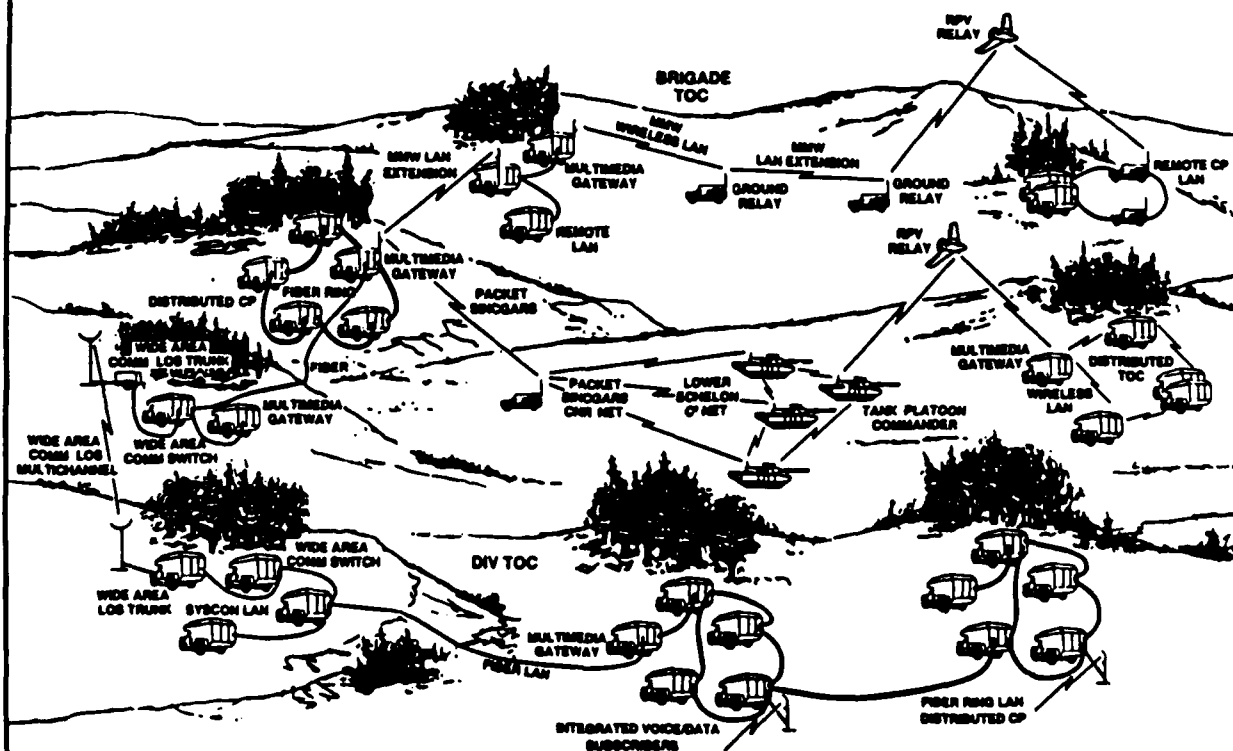 RPV
RELAY
BRIGADE
TOC
MMW
WIRELESS LAN
MMW
LAN EXTENSION
MMW LAN
EXTENSION
MULTIMEDIA
GATEWAY
GROUND
RELAY
GROUND
RELAY
REMOTE CP
LAN
REMOTE
LAN
RPV
RELAY
MULTIMEDIA
GATEWAY
DISTRIBUTED CP
FIBER RING
PACKET
SINCGARS
WIDE AREA
COMM LOS TRUNK
FIBER
MULTIMEDIA
GATEWAY
DISTRIBUTED
TOC
WIRELESS
LAN
PACKET
SINCGARS
CNR NET
LOWER
ECHELON
C² NET
TANK PLATOON
COMMANDER
MULTIMEDIA
GATEWAY
WIDE AREA
COMM SWITCH
WIDE AREA
COMM LOS
MULTICHANNEL
WIDE AREA
COMM SWITCH
DIV TOC
WIDE AREA
LOS TRUNK
SYSCON LAN
MULTIMEDIA
GATEWAY
FIBER LAN
FIBER RING LAN
DISTRIBUTED CP
INTEGRATED VOICE/DATA
SUBSCRIBERS